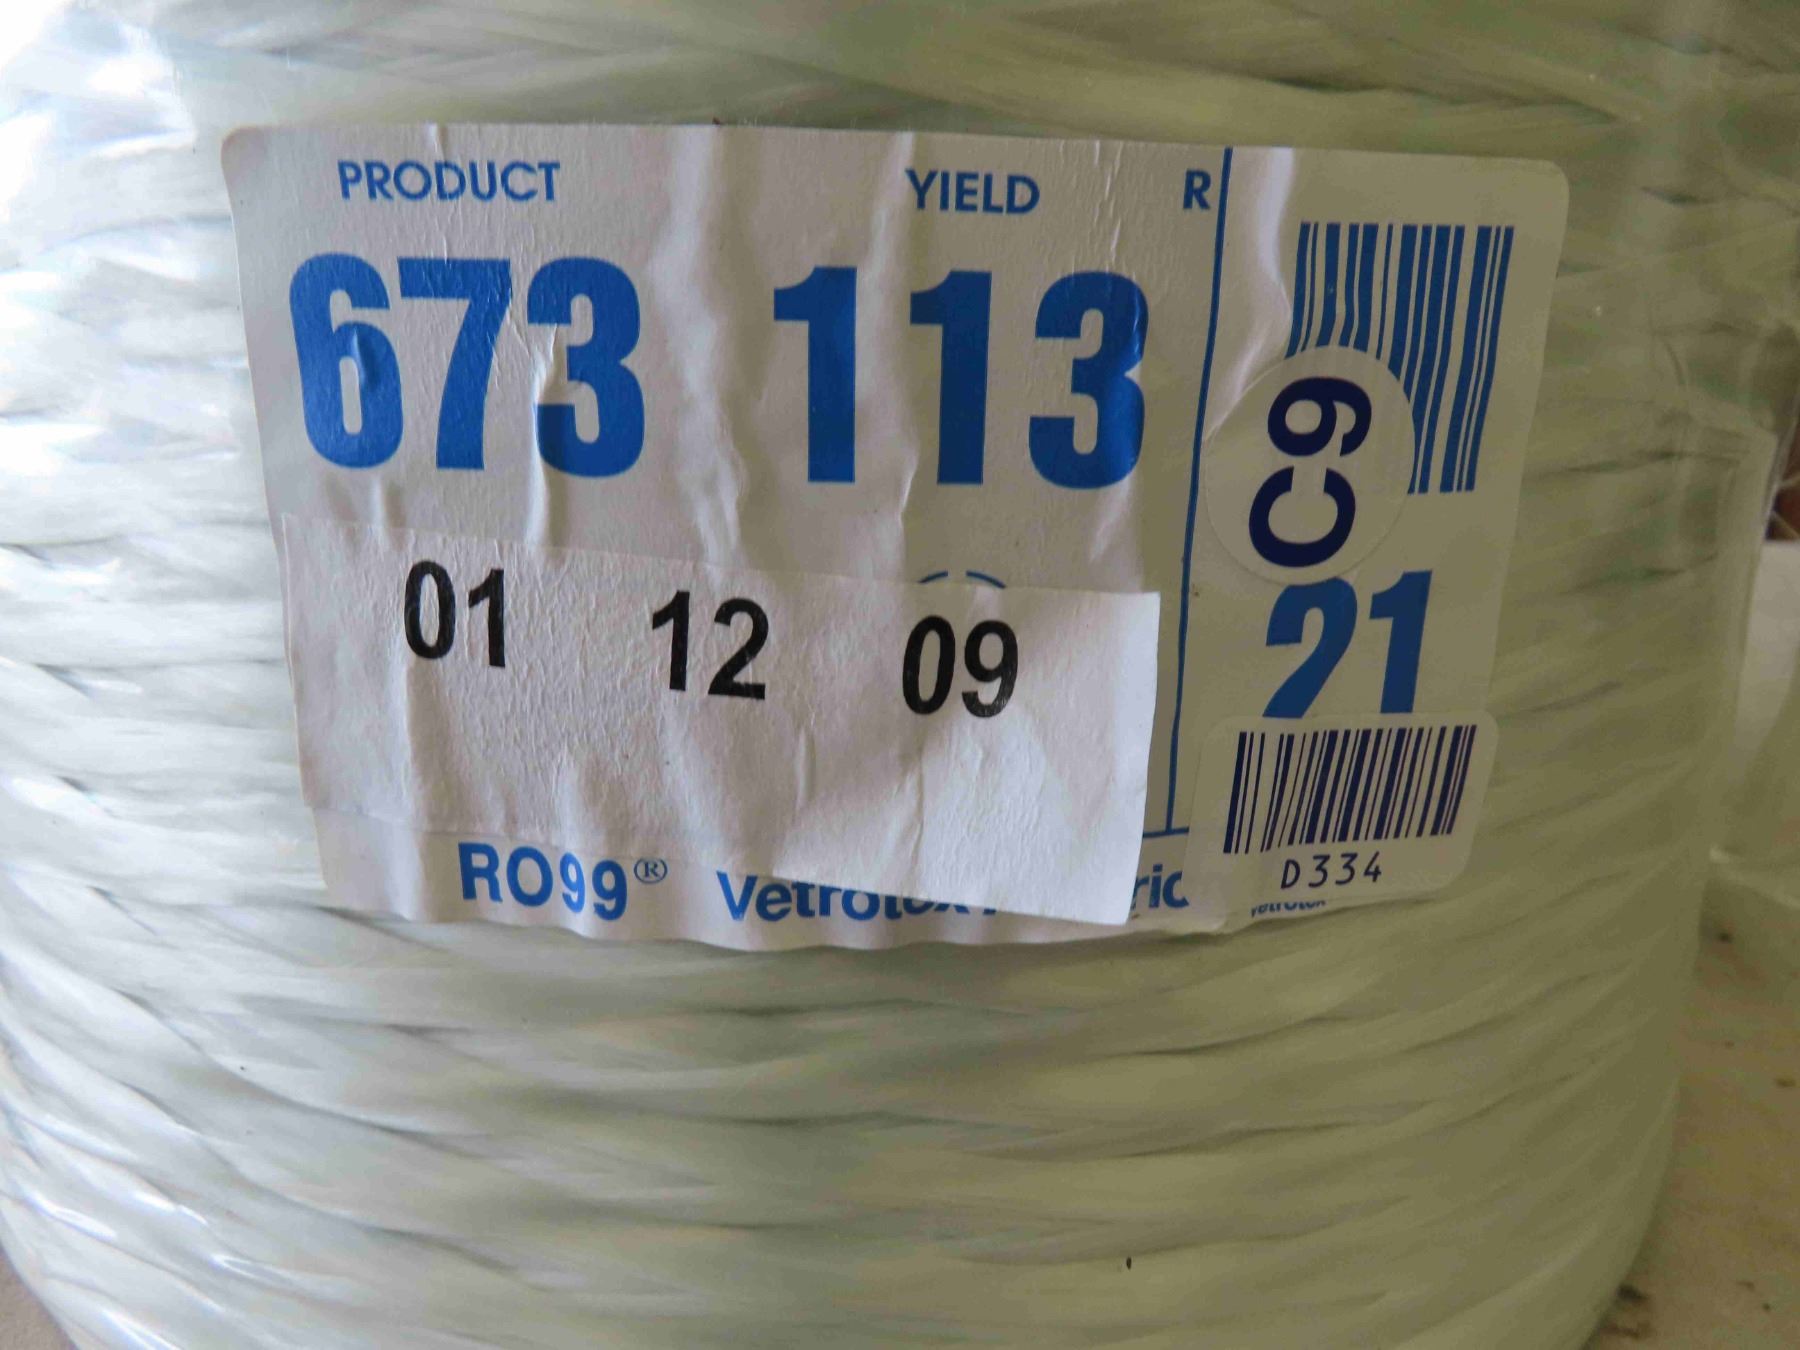 PRODUCT YIELD R
673 113
C9
01 12 09
21
D334
RO99® Vetrotex